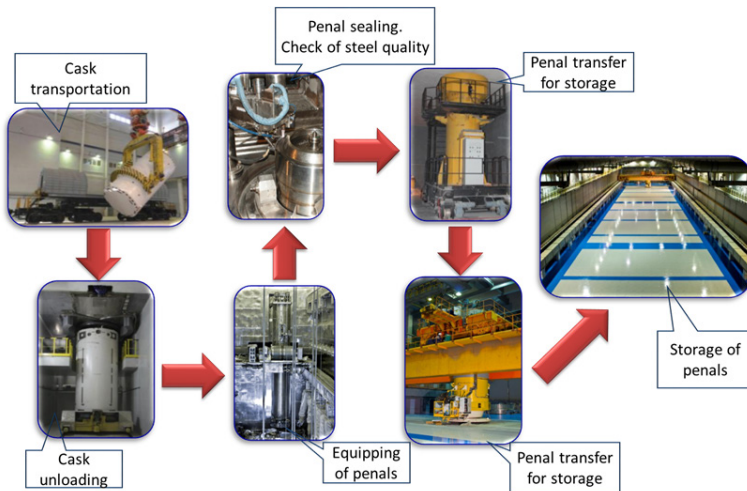 Cask
transportation
Cask
unloading
Equipping
of penals
Penal sealing.
Check of steel quality
Penal transfer
for storage
Penal transfer
for storage
Storage of
penals